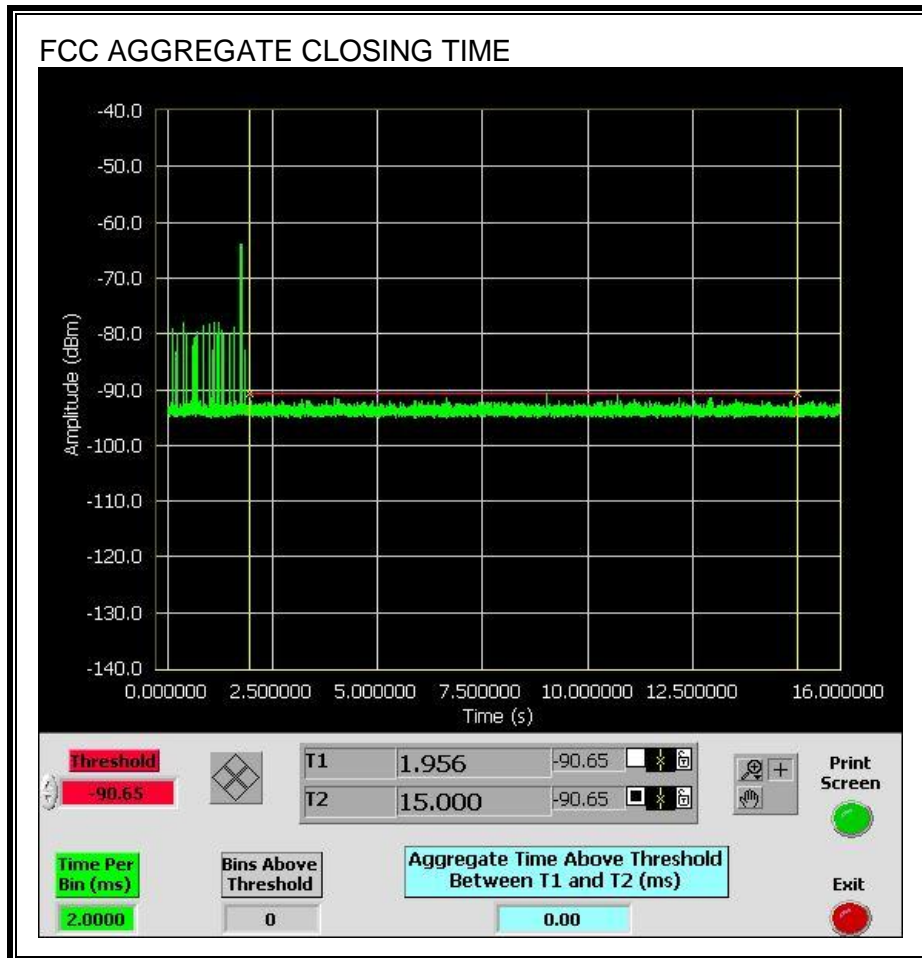 FCC AGGREGATE CLOSING TIME
-40.0
-50.0
-60.0
-70.0
-80.0
-90.0
-100.0
-110.0
-120.0
-130.0
-140.0
Amplitude (dBm)
0.000000 2.500000 5.000000 7.500000 10.000000 12.500000 16.000000
Time (s)
Threshold
-90.65
T1 1.956 -90.65
T2 15.000 -90.65
Print
Screen
Time Per
Bin (ms)
2.0000
Bins Above
Threshold
0
Aggregate Time Above Threshold
Between T1 and T2 (ms)
0.00
Exit